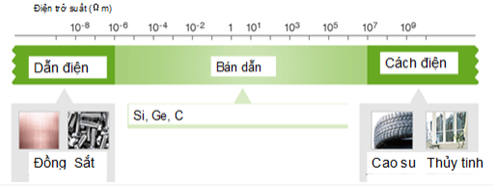 Điện trở suất (Ω m)
10⁻⁸ 10⁻⁶ 10⁻⁴ 10⁻² 1 10¹ 10³ 10⁵ 10⁷ 10⁹
Dẫn điện Bán dẫn Cách điện
Si, Ge, C
Đồng Sắt Cao su Thủy tinh